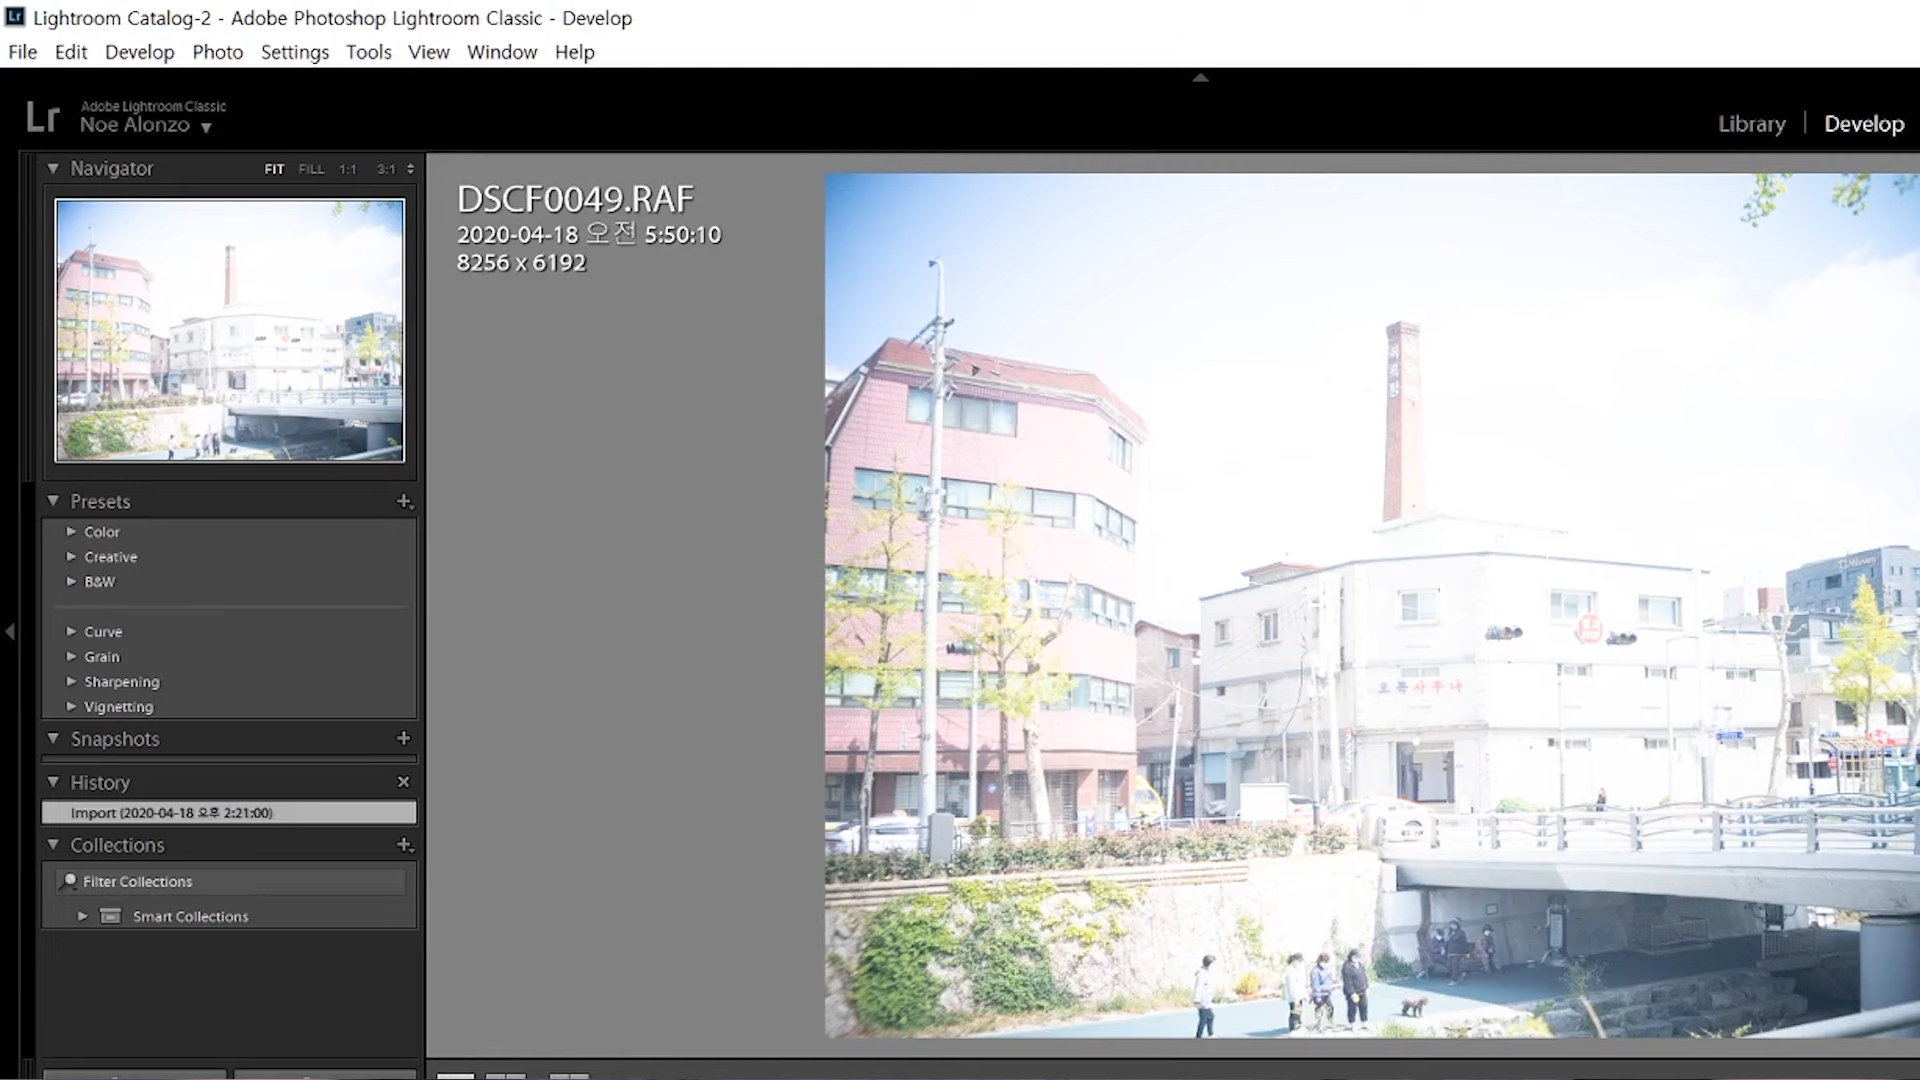 Lightroom Catalog-2 - Adobe Photoshop Lightroom Classic - Develop
File Edit Develop Photo Settings Tools View Window Help
Lr Adobe Lightroom Classic
Noe Alonzo
Library | Develop
Navigator FIT FILL 1:1 3:1
DSCF0049.RAF
2020-04-18 오전 5:50:10
8256 x 6192
Presets
Color
Creative
B&W
Curve
Grain
Sharpening
Vignetting
Snapshots
History
Import (2020-04-18 오후 2:21:00)
Collections
Filter Collections
Smart Collections